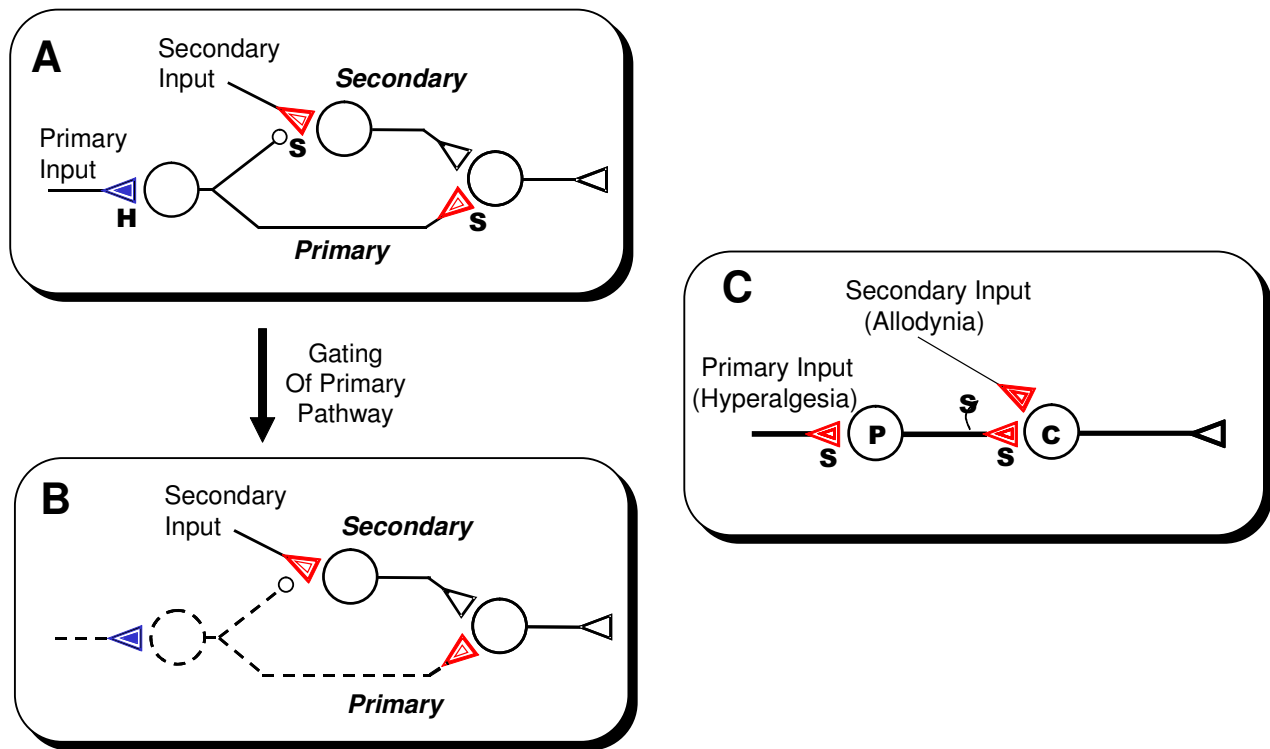 A
Secondary
Input
Secondary
Primary
Input
S
H
S
Primary
Gating
Of Primary
Pathway
B
Secondary
Input
Secondary
Primary
C
Secondary Input
(Allodynia)
Primary Input
(Hyperalgesia)
S
P
C
S
S